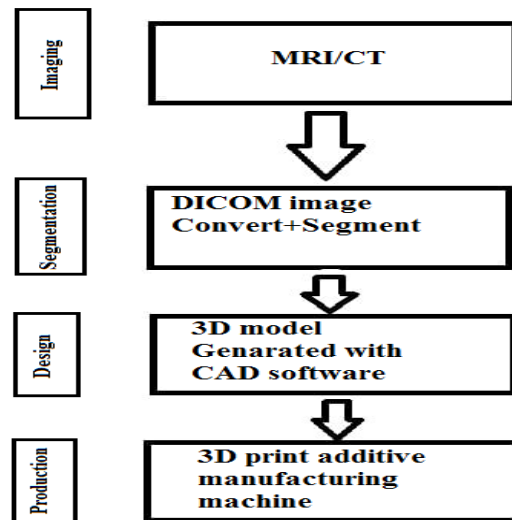 Imaging
MRI/CT
Segmentation
DICOM image
Convert+Segment
Design
3D model
Genarated with
CAD software
Production
3D print additive
manufacturing
machine